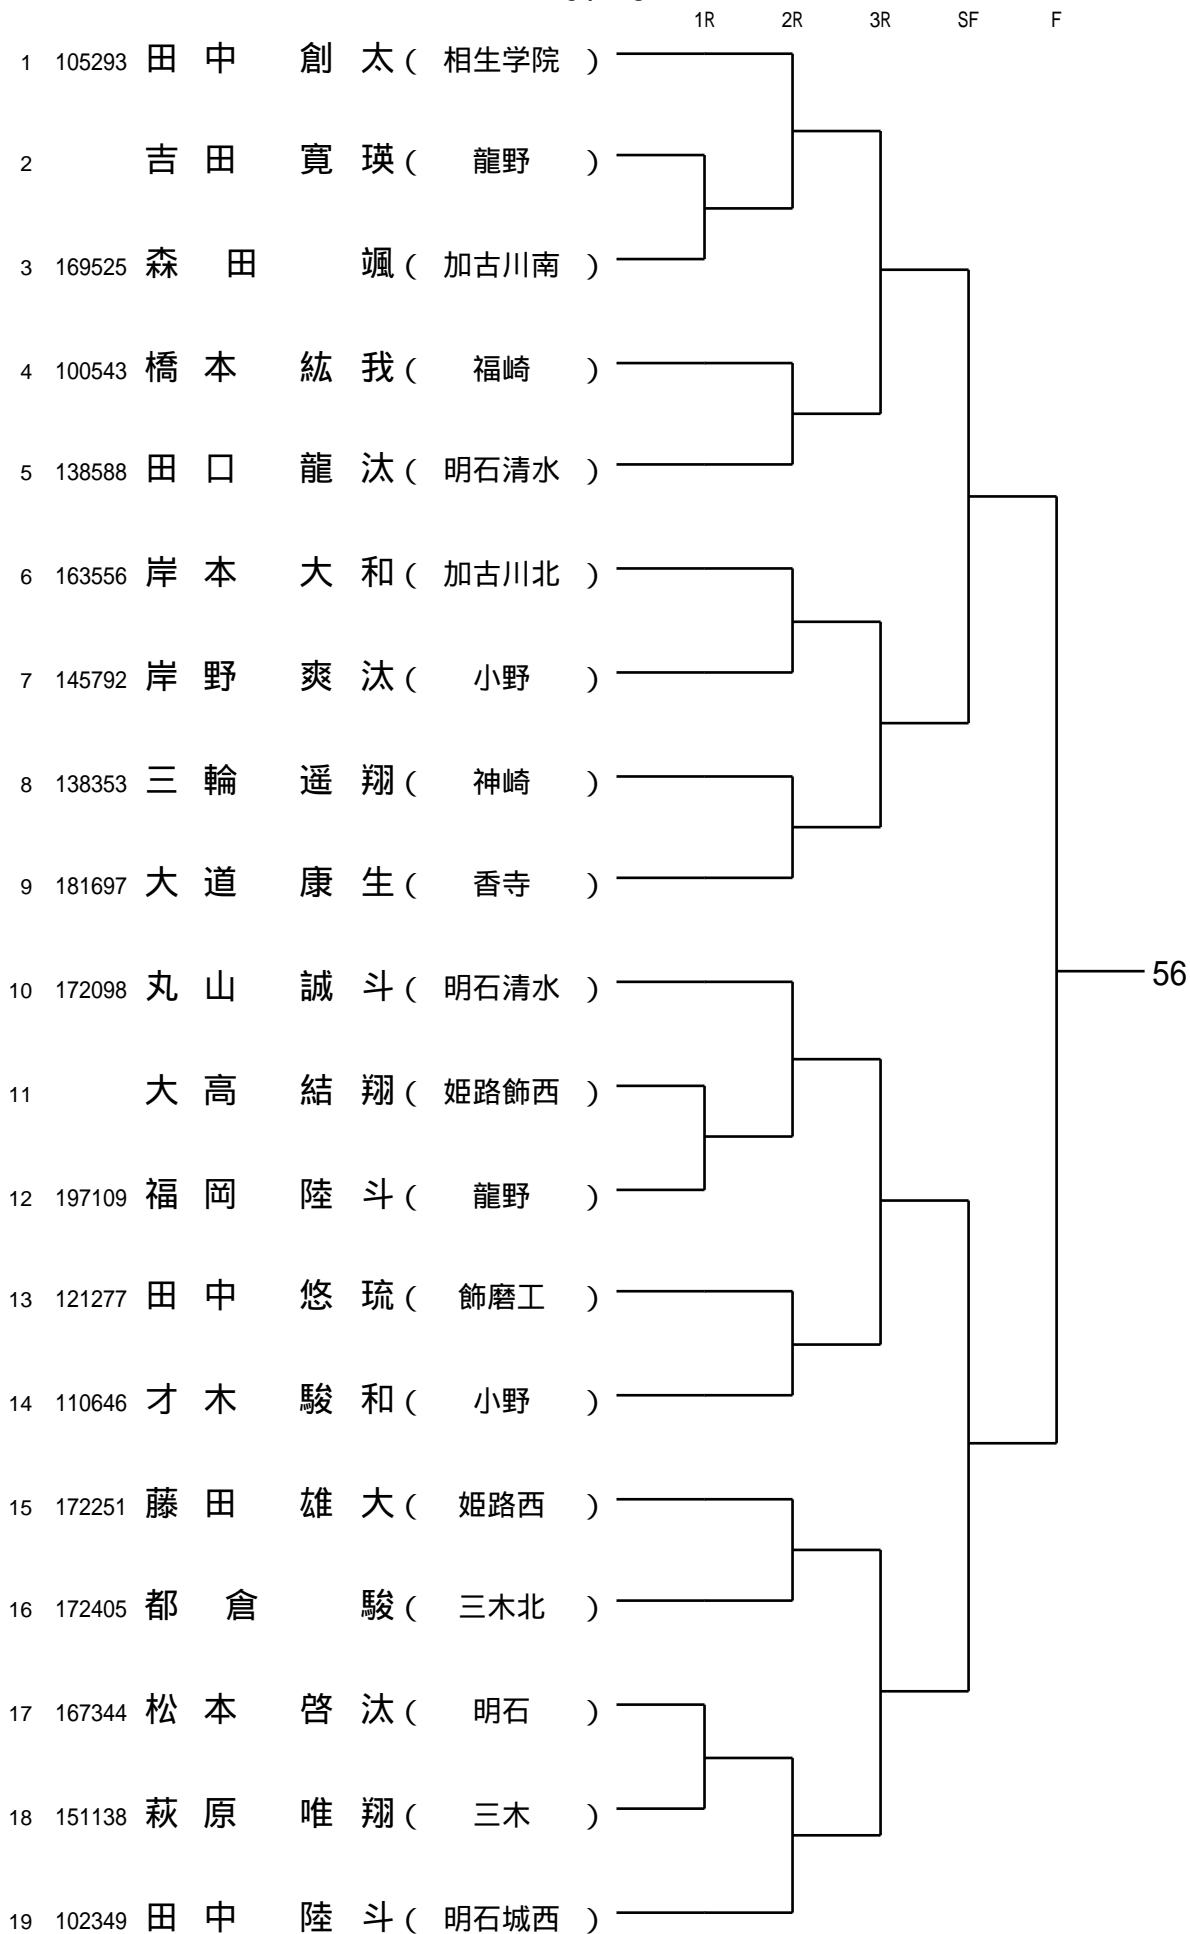 1R 2R 3R SF F
1 105293 田中 創太 ( 相生学院 )
2 吉田 寛瑛 ( 龍野 )
3 169525 森田 颯 ( 加古川南 )
4 100543 橋本 紘我 ( 福崎 )
5 138588 田口 龍汰 ( 明石清水 )
6 163556 岸本 大和 ( 加古川北 )
7 145792 岸野 爽汰 ( 小野 )
8 138353 三輪 遥翔 ( 神崎 )
9 181697 大道 康生 ( 香寺 )
10 172098 丸山 誠斗 ( 明石清水 )
56
11 大高 結翔 ( 姫路飾西 )
12 197109 福岡 陸斗 ( 龍野 )
13 121277 田中 悠琉 ( 飾磨工 )
14 110646 才木 駿和 ( 小野 )
15 172251 藤田 雄大 ( 姫路西 )
16 172405 都倉 駿 ( 三木北 )
17 167344 松本 啓汰 ( 明石 )
18 151138 萩原 唯翔 ( 三木 )
19 102349 田中 陸斗 ( 明石城西 )